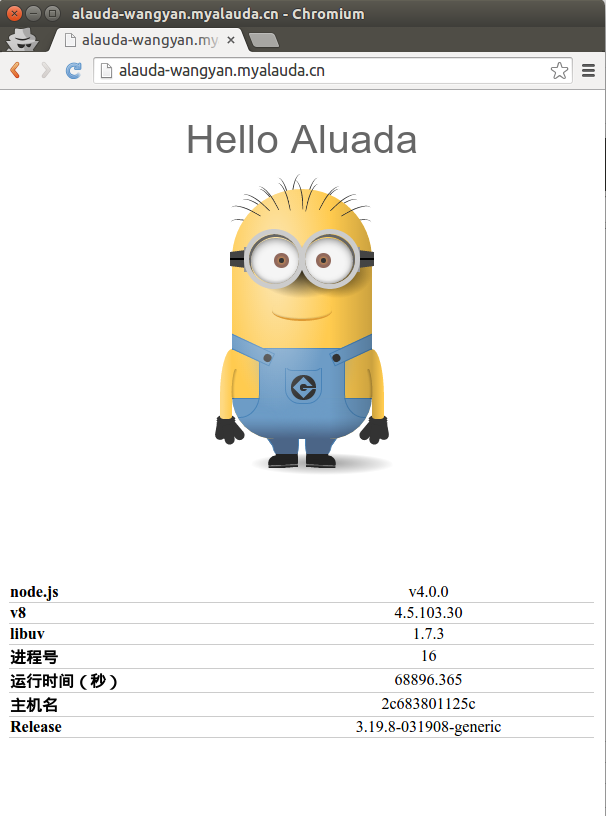 alauda-wangyan.myalauda.cn - Chromium
alauda-wangyan.my
alauda-wangyan.myalauda.cn
Hello Aluada
node.js v4.0.0
v8 4.5.103.30
libuv 1.7.3
进程号 16
运行时间（秒） 68896.365
主机名 2c683801125c
Release 3.19.8-031908-generic